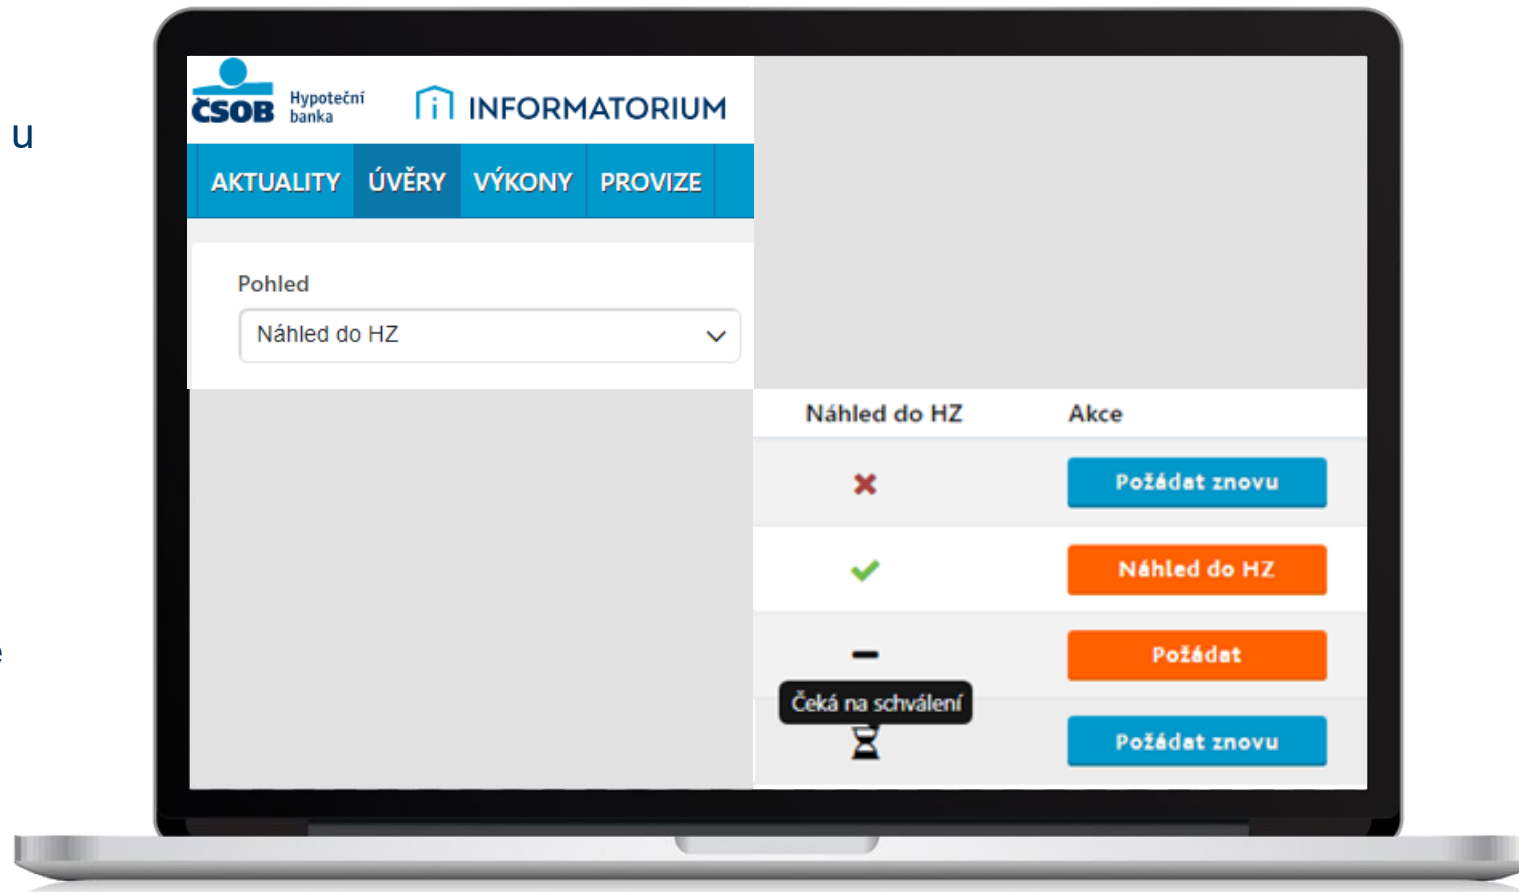 u
ČSOB
Hypoteční
banka
INFORMATORIUM
AKTUALITY ÚVĚRY VÝKONY PROVIZE
Pohled
Náhled do HZ
Náhled do HZ Akce
Požádat znovu
Náhled do HZ
e
Požádat
Čeká na schválení
Požádat znovu